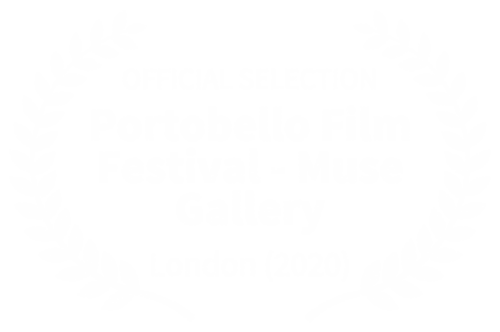 OFFICIAL SELECTION
Portobello Film
Festival - Muse
Gallery
London (2020)